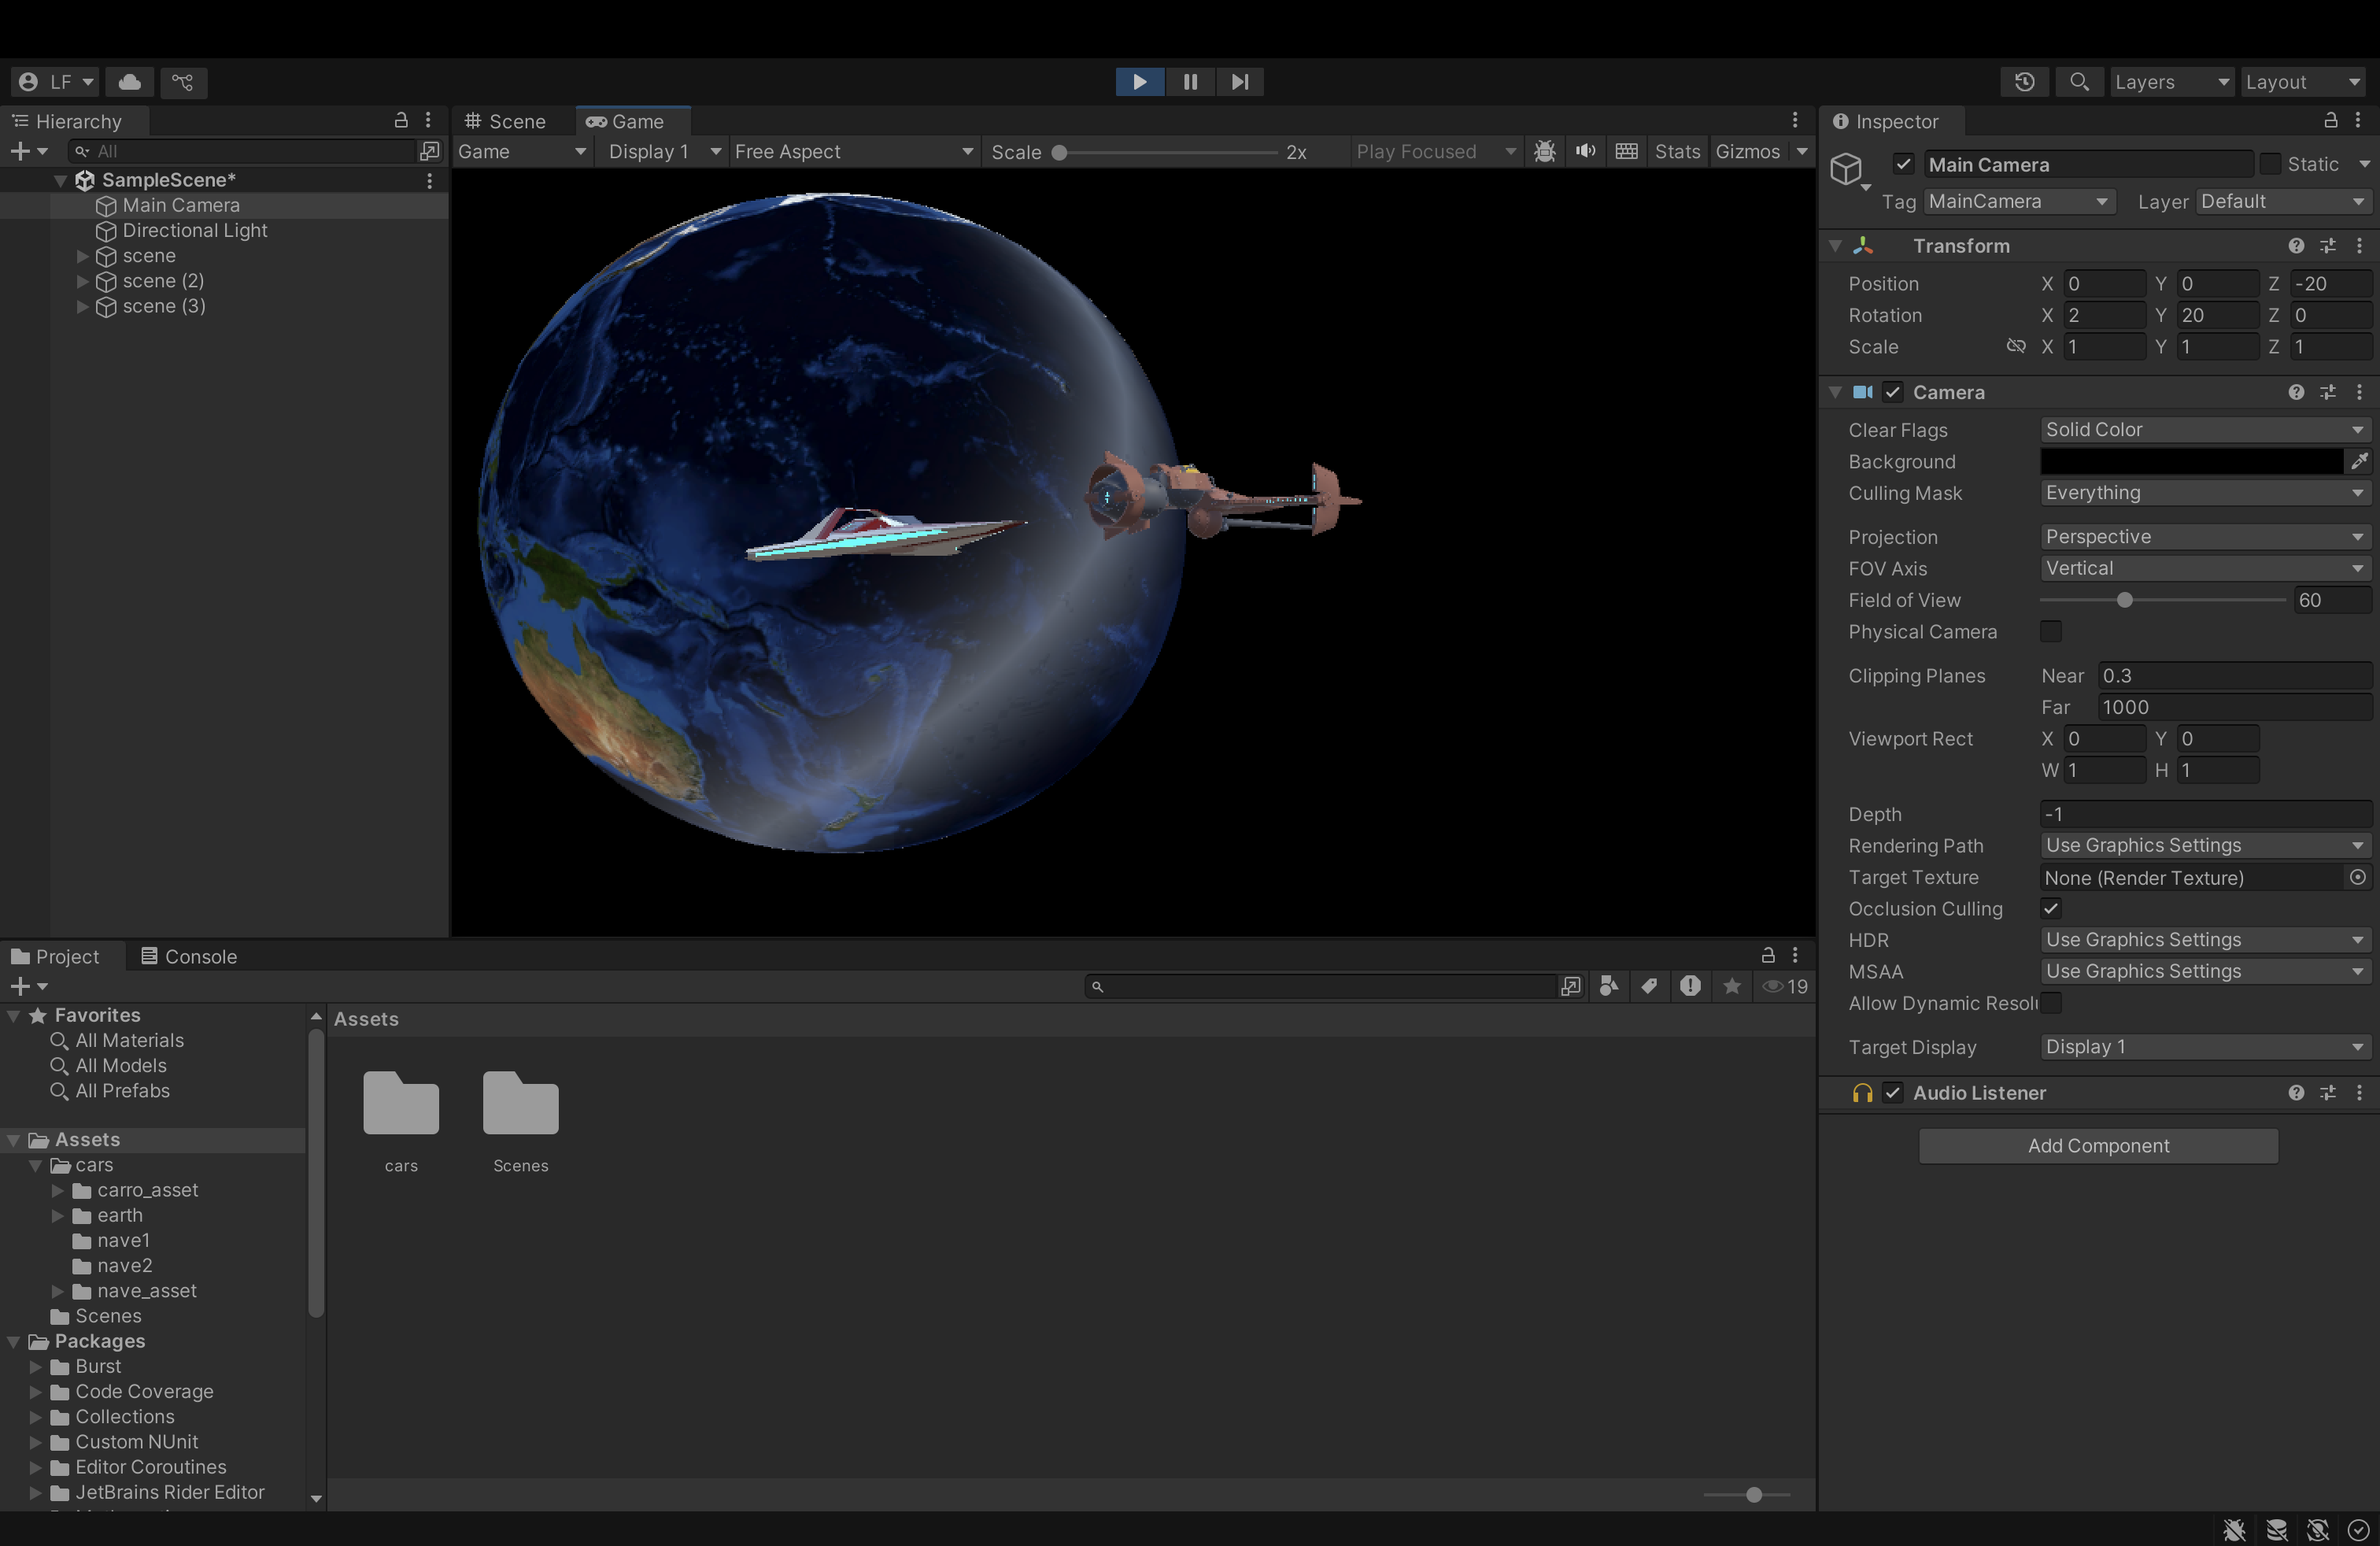 LF
Layers
Layout
Hierarchy
All
SampleScene*
Main Camera
Directional Light
scene
scene (2)
scene (3)
Scene
Game
Game
Display 1
Free Aspect
Scale
2x
Play Focused
Stats
Gizmos
Inspector
Main Camera
Static
Tag
MainCamera
Layer
Default
Transform
Position X 0 Y 0 Z -20
Rotation X 2 Y 20 Z 0
Scale X 1 Y 1 Z 1
Camera
Clear Flags Solid Color
Background
Culling Mask Everything
Projection Perspective
FOV Axis Vertical
Field of View 60
Physical Camera
Clipping Planes Near 0.3
Far 1000
Viewport Rect X 0 Y 0
W 1 H 1
Depth -1
Rendering Path Use Graphics Settings
Target Texture None (Render Texture)
Occlusion Culling
HDR Use Graphics Settings
MSAA Use Graphics Settings
Allow Dynamic Resol
Target Display Display 1
Audio Listener
Add Component
Project
Console
19
Favorites
All Materials
All Models
All Prefabs
Assets
cars
carro_asset
earth
nave1
nave2
nave_asset
Scenes
Packages
Burst
Code Coverage
Collections
Custom NUnit
Editor Coroutines
JetBrains Rider Editor
Assets
cars
Scenes